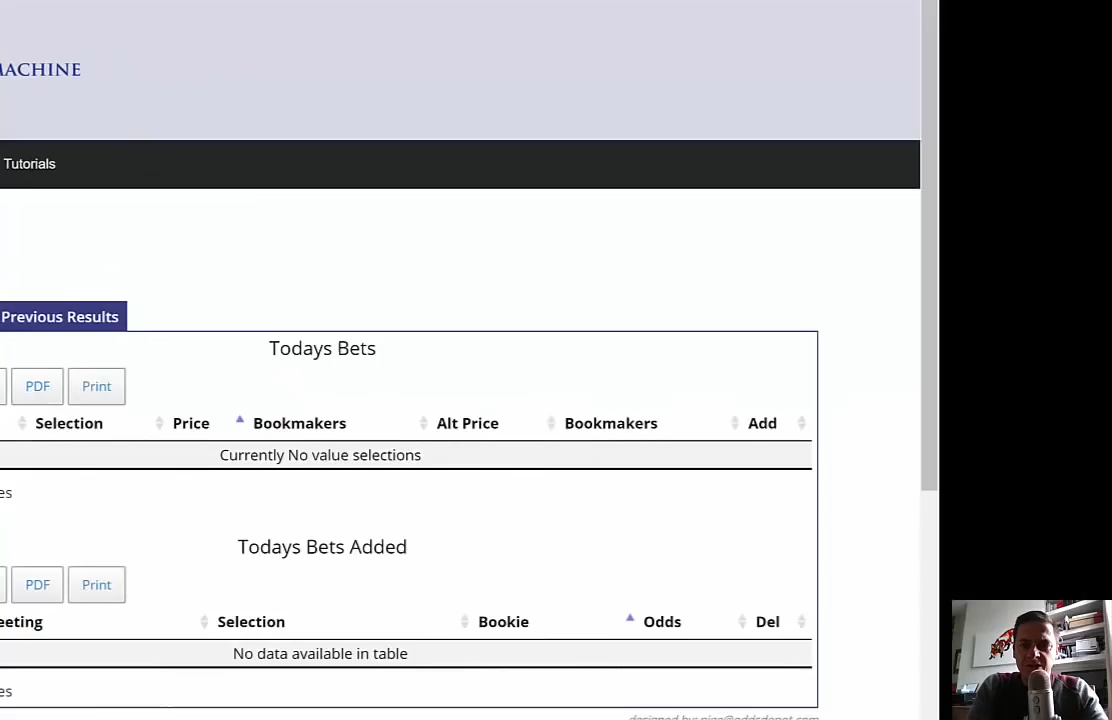 MACHINE
Tutorials
Previous Results
Todays Bets
PDF Print
Selection Price Bookmakers Alt Price Bookmakers Add
Currently No value selections
es
Todays Bets Added
PDF Print
eeting Selection Bookie Odds Del
No data available in table
es